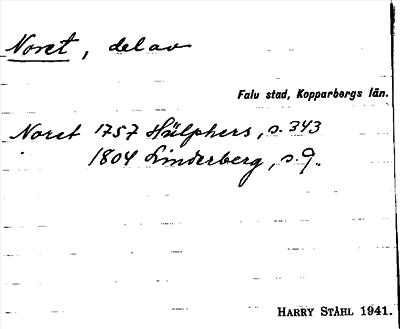 Noret, del av
Falu stad, Kopparbergs län.
Noret 1757 Hülphers, s. 343
1804 Linderberg, s. 9.
HARRY STÅHL 1941.